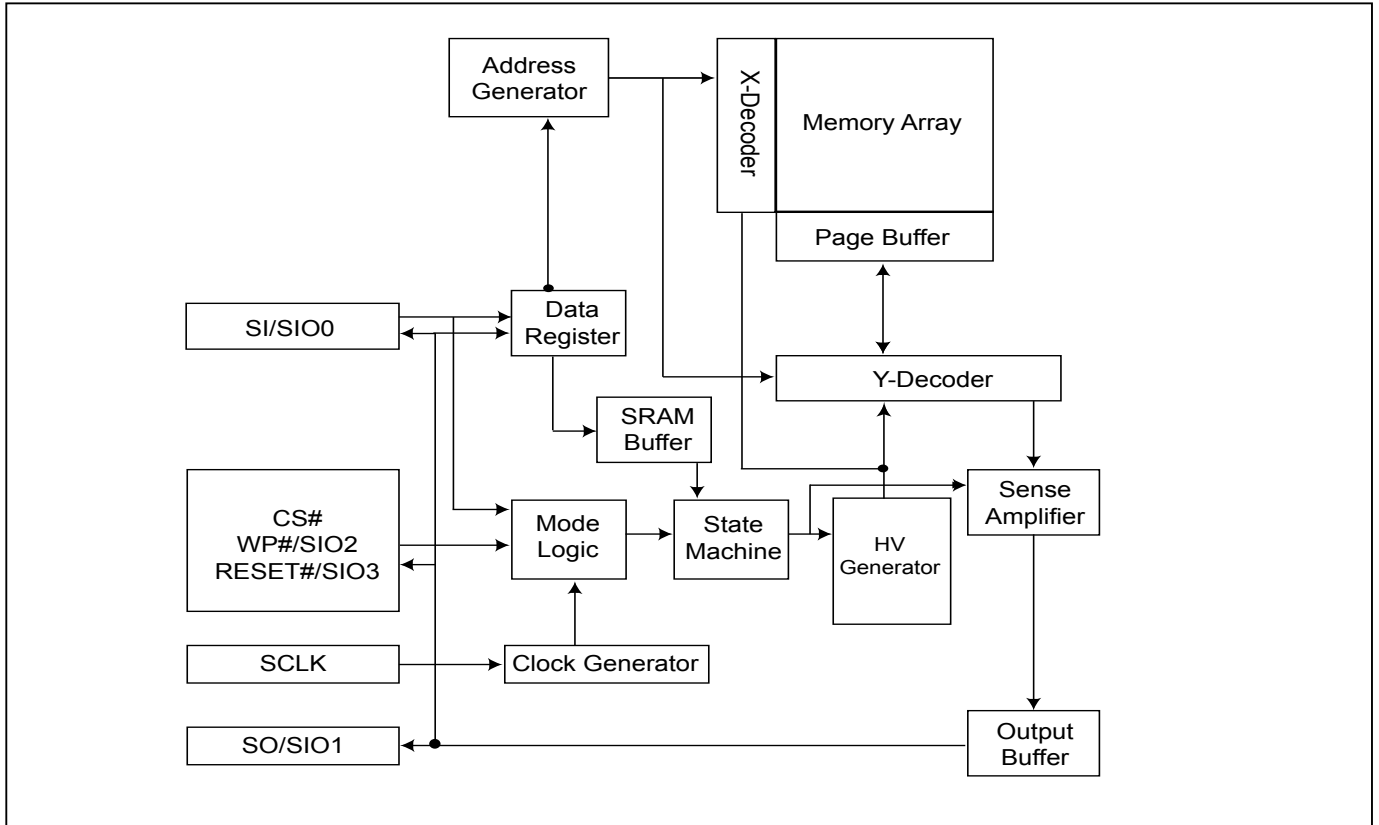 Address
Generator
X-Decoder
Memory Array
Page Buffer
SI/SIO0
Data
Register
Y-Decoder
SRAM
Buffer
CS#
WP#/SIO2
RESET#/SIO3
Mode
Logic
State
Machine
HV
Generator
Sense
Amplifier
SCLK
Clock Generator
SO/SIO1
Output
Buffer